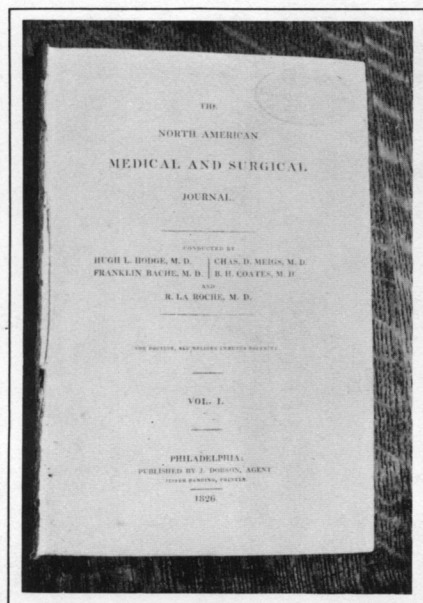 THE
NORTH AMERICAN
MEDICAL AND SURGICAL
JOURNAL.
CONDUCTED BY
HUGH L. HODGE, M. D. | CHAS. D. MEIGS, M. D.
FRANKLIN BACHE, M. D. | B. H. COATES, M. D.
AND
R. LA ROCHE, M. D.
VOL. I.
PHILADELPHIA:
PUBLISHED BY J. DOBSON, AGENT
PRINTER
1826